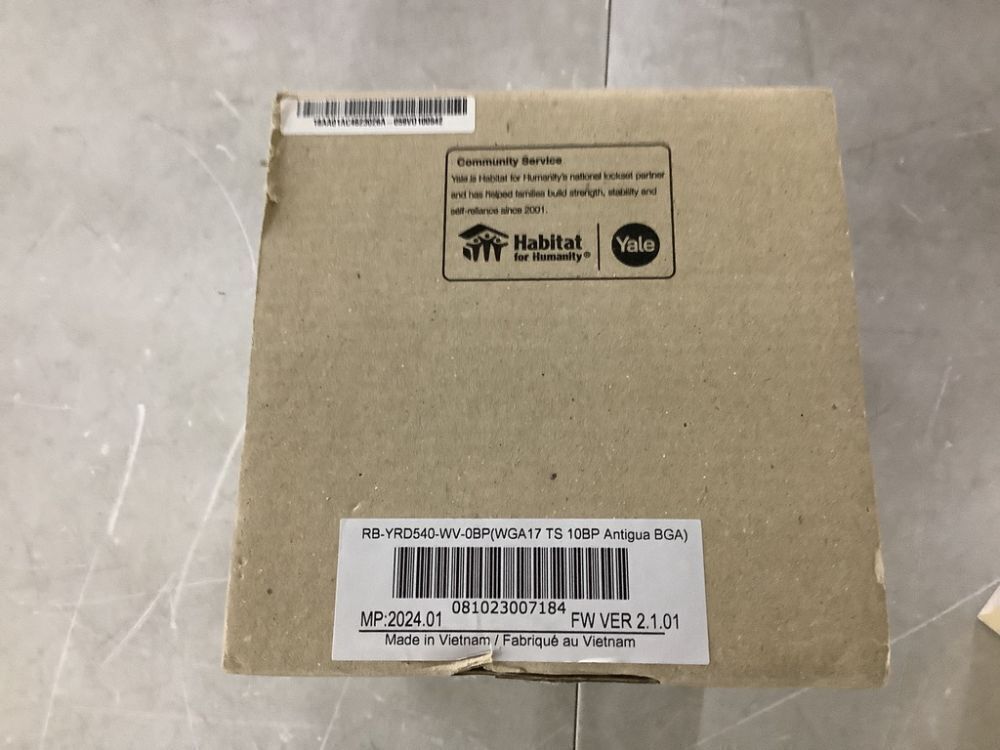 Community Service
Yale is Habitat for Humanity's national lockset partner
and has helped families build strength, stability and
self-reliance since 2001.
Habitat
for Humanity®
Yale
RB-YRD540-WV-0BP(WGA17 TS 10BP Antigua BGA)
081023007184
MP:2024.01
FW VER 2.1.01
Made in Vietnam / Fabriqué au Vietnam